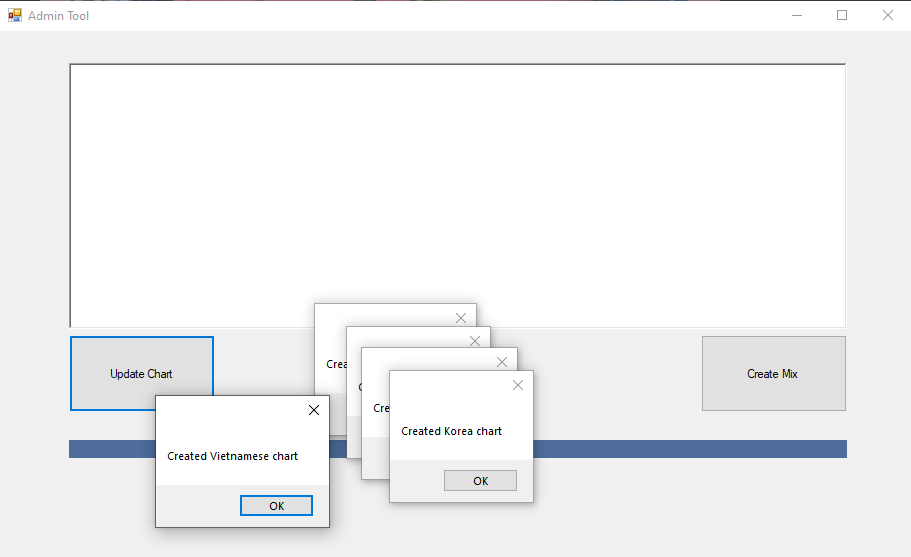 Admin Tool
Update Chart
Create Mix
Created Korea chart
OK
Created Vietnamese chart
OK